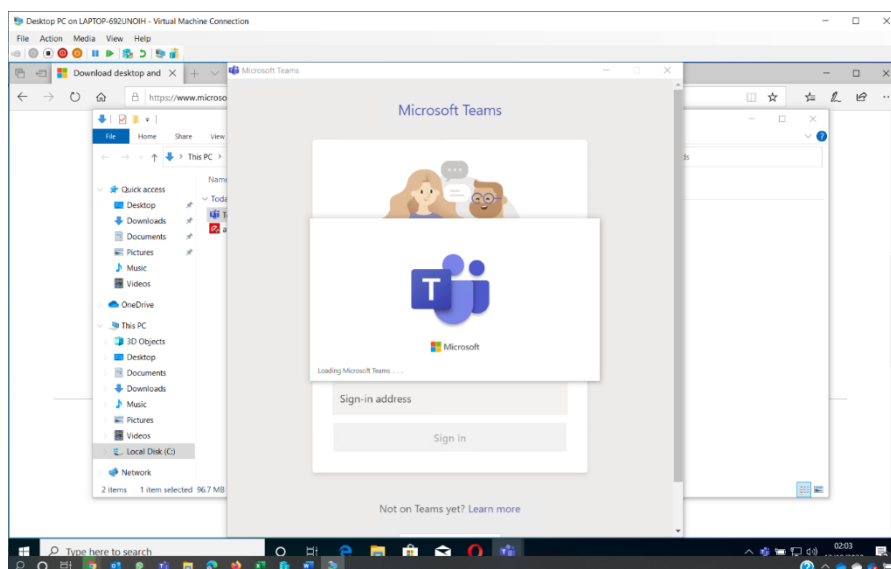 Desktop PC on LAPTOP-692UNOIH - Virtual Machine Connection
File Action Media View Help
Download desktop and
Microsoft Teams
https://www.microso
Microsoft Teams
File Home Share View
This PC
Name
Quick access
Toda
Desktop
Downloads
Documents
Pictures
Music
Videos
OneDrive
This PC
3D Objects
Desktop
Documents
Downloads
Music
Pictures
Videos
Local Disk (C:)
Network
2 items 1 item selected 96.7 MB
T
Microsoft
Loading Microsoft Teams . . .
Sign-in address
Sign in
Not on Teams yet? Learn more
Type here to search
02:03